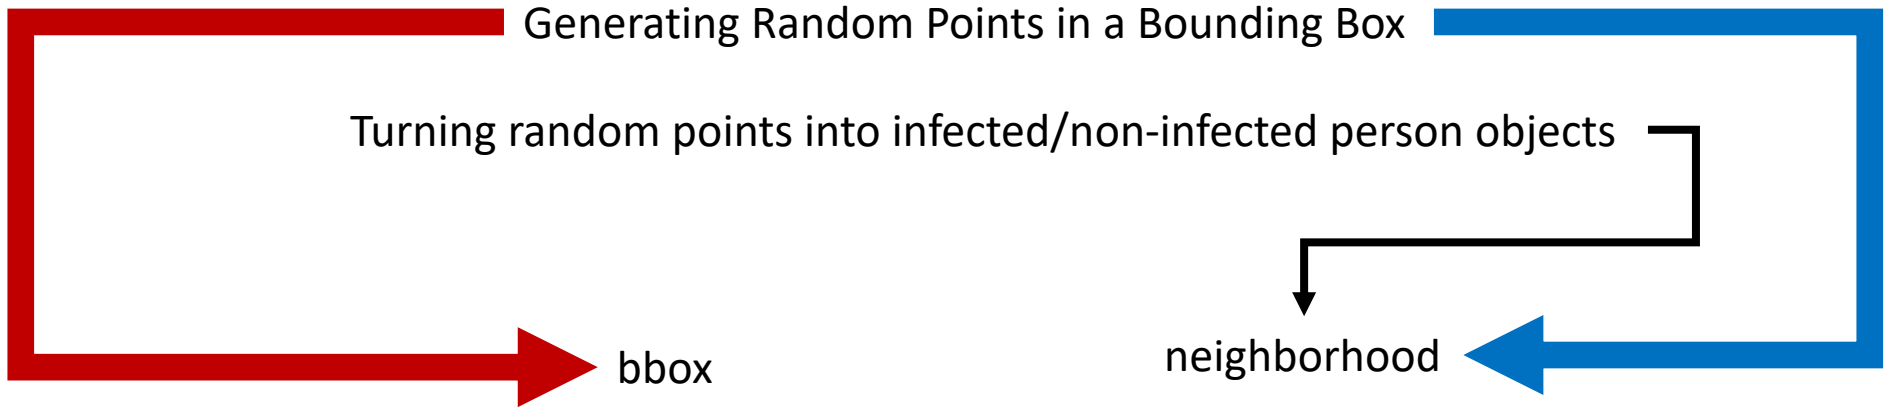 Generating Random Points in a Bounding Box
Turning random points into infected/non-infected person objects
bbox
neighborhood